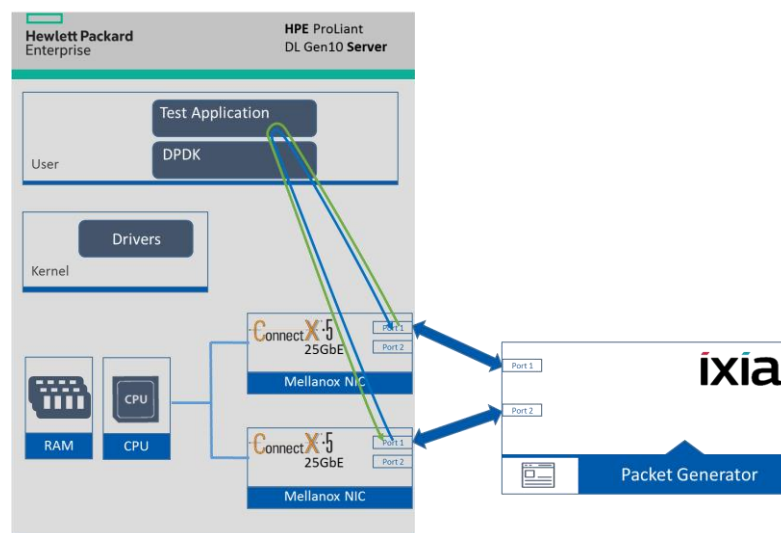 Hewlett Packard
Enterprise
HPE ProLiant
DL Gen10 Server
Test Application
DPDK
User
Drivers
Kernel
ConnectX·5
25GbE
Port 1
Port 2
Mellanox NIC
RAM
CPU
CPU
ConnectX·5
25GbE
Port 1
Port 2
Mellanox NIC
Port 1
Port 2
ixia
Packet Generator